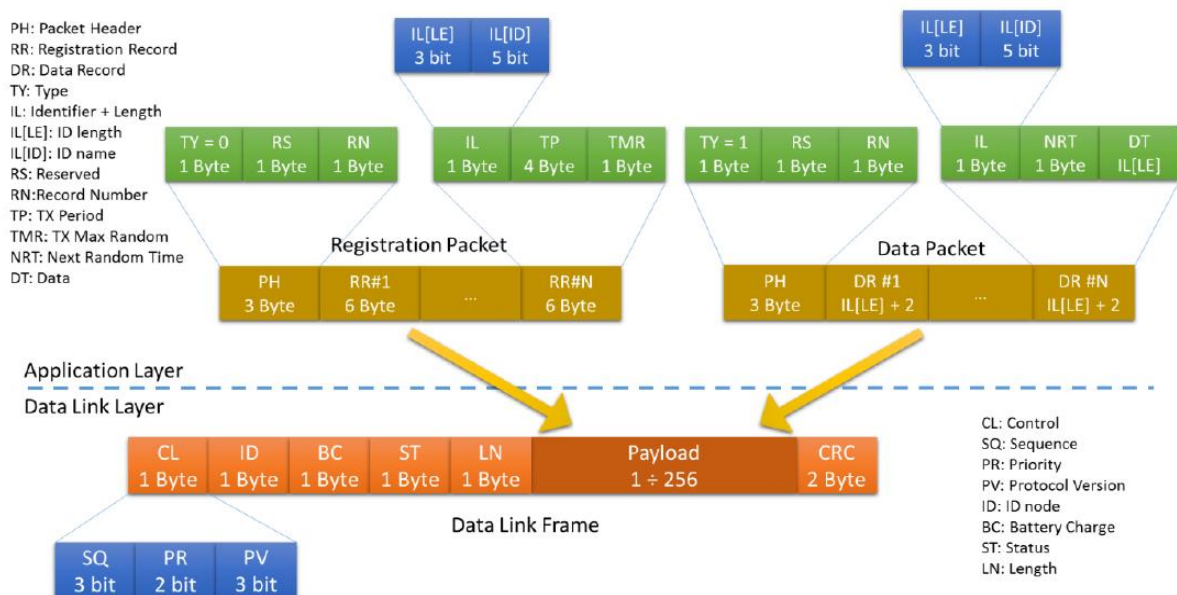 PH: Packet Header
RR: Registration Record
DR: Data Record
TY: Type
IL: Identifier + Length
IL[LE]: ID length
IL[ID]: ID name
RS: Reserved
RN:Record Number
TP: TX Period
TMR: TX Max Random
NRT: Next Random Time
DT: Data
IL[LE] IL[ID]
3 bit 5 bit
IL[LE] IL[ID]
3 bit 5 bit
TY = 0 RS RN
1 Byte 1 Byte 1 Byte
IL TP TMR
1 Byte 4 Byte 1 Byte
TY = 1 RS RN
1 Byte 1 Byte 1 Byte
IL NRT DT
1 Byte 1 Byte IL[LE]
Registration Packet
PH RR#1 ... RR#N
3 Byte 6 Byte 6 Byte
Data Packet
PH DR #1 ... DR #N
3 Byte IL[LE] + 2 IL[LE] + 2
Application Layer
Data Link Layer
CL ID BC ST LN Payload CRC
1 Byte 1 Byte 1 Byte 1 Byte 1 Byte 1 ÷ 256 2 Byte
Data Link Frame
SQ PR PV
3 bit 2 bit 3 bit
CL: Control
SQ: Sequence
PR: Priority
PV: Protocol Version
ID: ID node
BC: Battery Charge
ST: Status
LN: Length